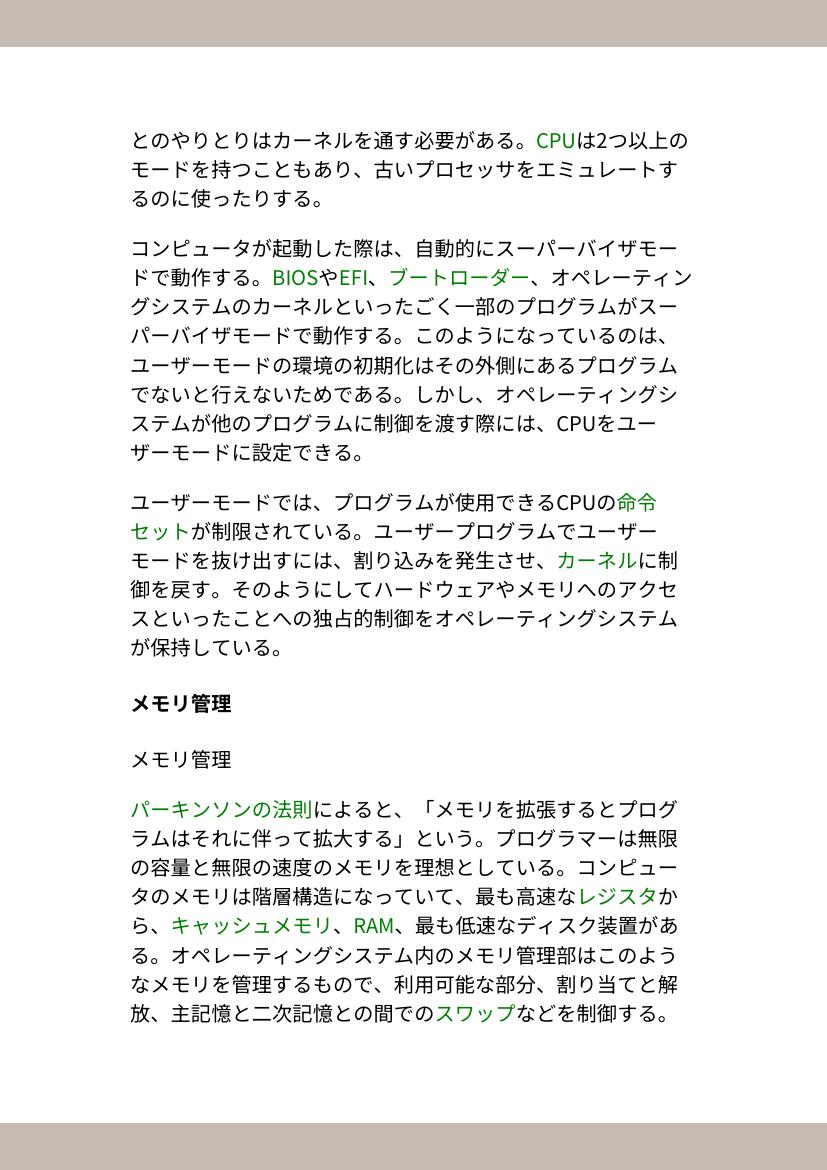 とのやりとりはカーネルを通す必要がある。CPUは2つ以上の
モードを持つこともあり、古いプロセッサをエミュレートす
るのに使ったりする。
コンピュータが起動した際は、自動的にスーパーバイザモー
ドで動作する。BIOSやEFI、ブートローダー、オペレーティン
グシステムのカーネルといったごく一部のプログラムがスー
パーバイザモードで動作する。このようになっているのは、
ユーザーモードの環境の初期化はその外側にあるプログラム
でないと行えないためである。しかし、オペレーティングシ
ステムが他のプログラムに制御を渡す際には、CPUをユー
ザーモードに設定できる。
ユーザーモードでは、プログラムが使用できるCPUの命令
セットが制限されている。ユーザープログラムでユーザー
モードを抜け出すには、割り込みを発生させ、カーネルに制
御を戻す。そのようにしてハードウェアやメモリへのアクセ
スといったことへの独占的制御をオペレーティングシステム
が保持している。
メモリ管理
メモリ管理
パーキンソンの法則によると、「メモリを拡張するとプログ
ラムはそれに伴って拡大する」という。プログラマーは無限
の容量と無限の速度のメモリを理想としている。コンピュー
タのメモリは階層構造になっていて、最も高速なレジスタか
ら、キャッシュメモリ、RAM、最も低速なディスク装置があ
る。オペレーティングシステム内のメモリ管理部はこのよう
なメモリを管理するもので、利用可能な部分、割り当てと解
放、主記憶と二次記憶との間でのスワップなどを制御する。